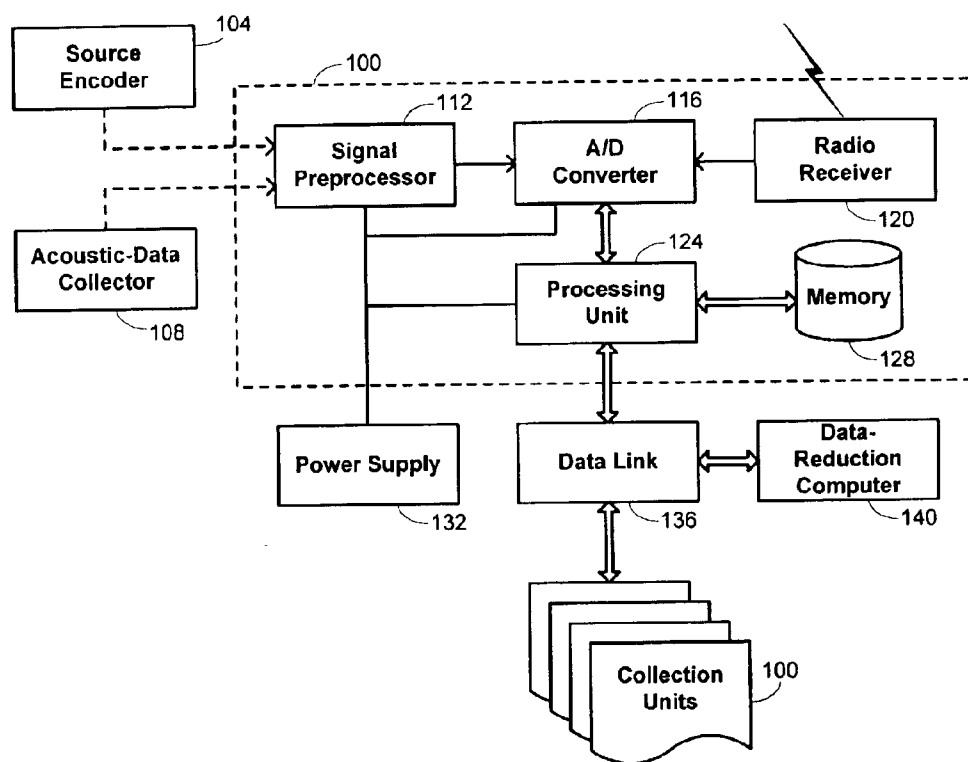 104
Source
Encoder
100
112
116
Signal
Preprocessor
A/D
Converter
Radio
Receiver
120
Acoustic-Data
Collector
108
124
Processing
Unit
Memory
128
Power Supply
132
Data Link
136
Data-
Reduction
Computer
140
Collection
Units
100